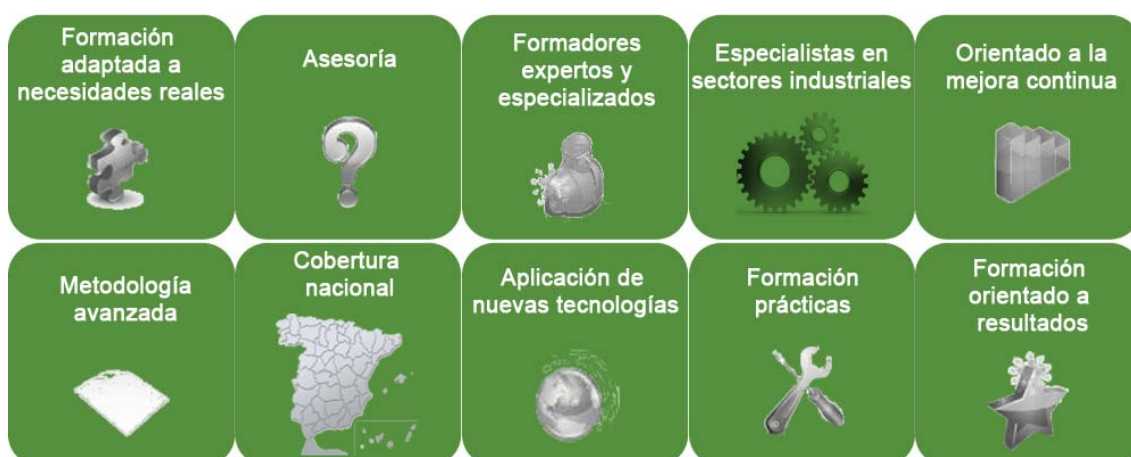 Formación
adaptada a
necesidades reales
Asesoría
Formadores
expertos y
especializados
Especialistas en
sectores industriales
Orientado a la
mejora continua
Metodología
avanzada
Cobertura
nacional
Aplicación de
nuevas tecnologías
Formación
prácticas
Formación
orientado a
resultados